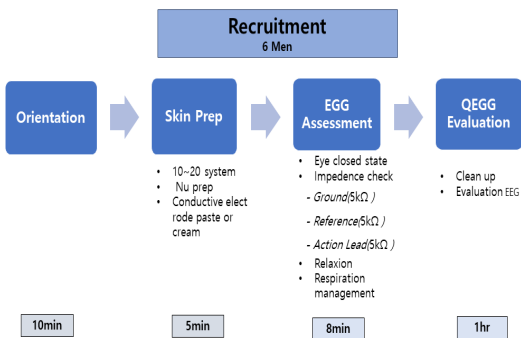 Recruitment
6 Men
Orientation
Skin Prep
EGG
Assessment
QEGG
Evaluation
• 10~20 system
• Nu prep
• Conductive elect
rode paste or
cream
• Eye closed state
• Impedence check
- Ground(5kΩ )
- Reference(5kΩ )
- Action Lead(5kΩ )
• Relaxion
• Respiration
management
• Clean up
• Evaluation EEG
10min
5min
8min
1hr